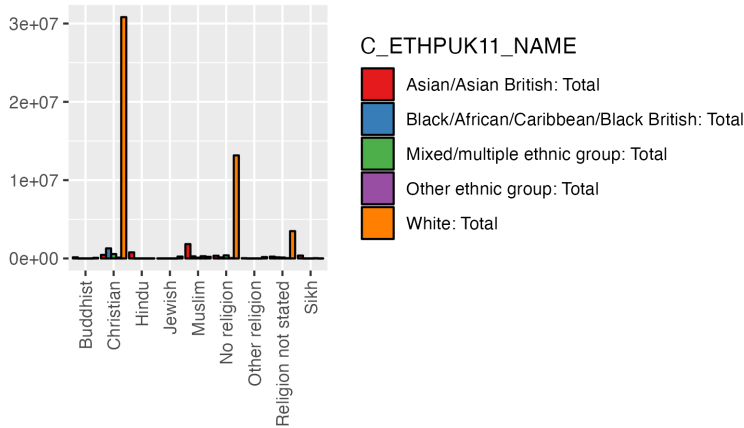 3e+07
2e+07
1e+07
0e+00
Buddhist
Christian
Hindu
Jewish
Muslim
No religion
Other religion
Religion not stated
Sikh
C_ETHPUK11_NAME
Asian/Asian British: Total
Black/African/Caribbean/Black British: Total
Mixed/multiple ethnic group: Total
Other ethnic group: Total
White: Total